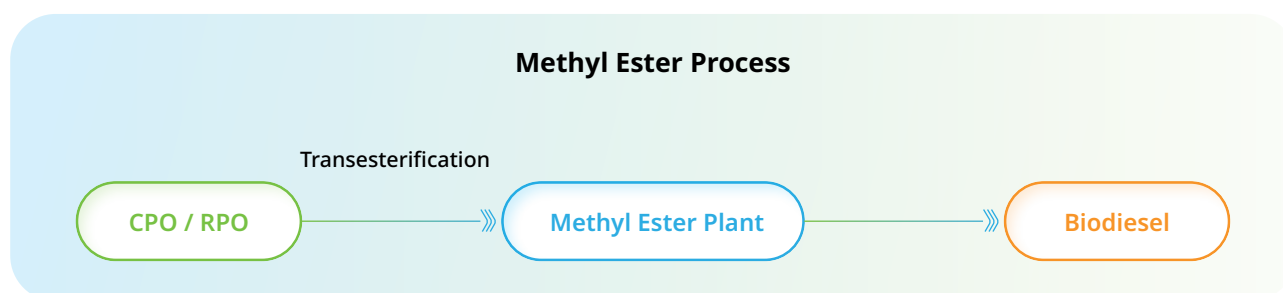 Methyl Ester Process
Transesterification
CPO / RPO
Methyl Ester Plant
Biodiesel